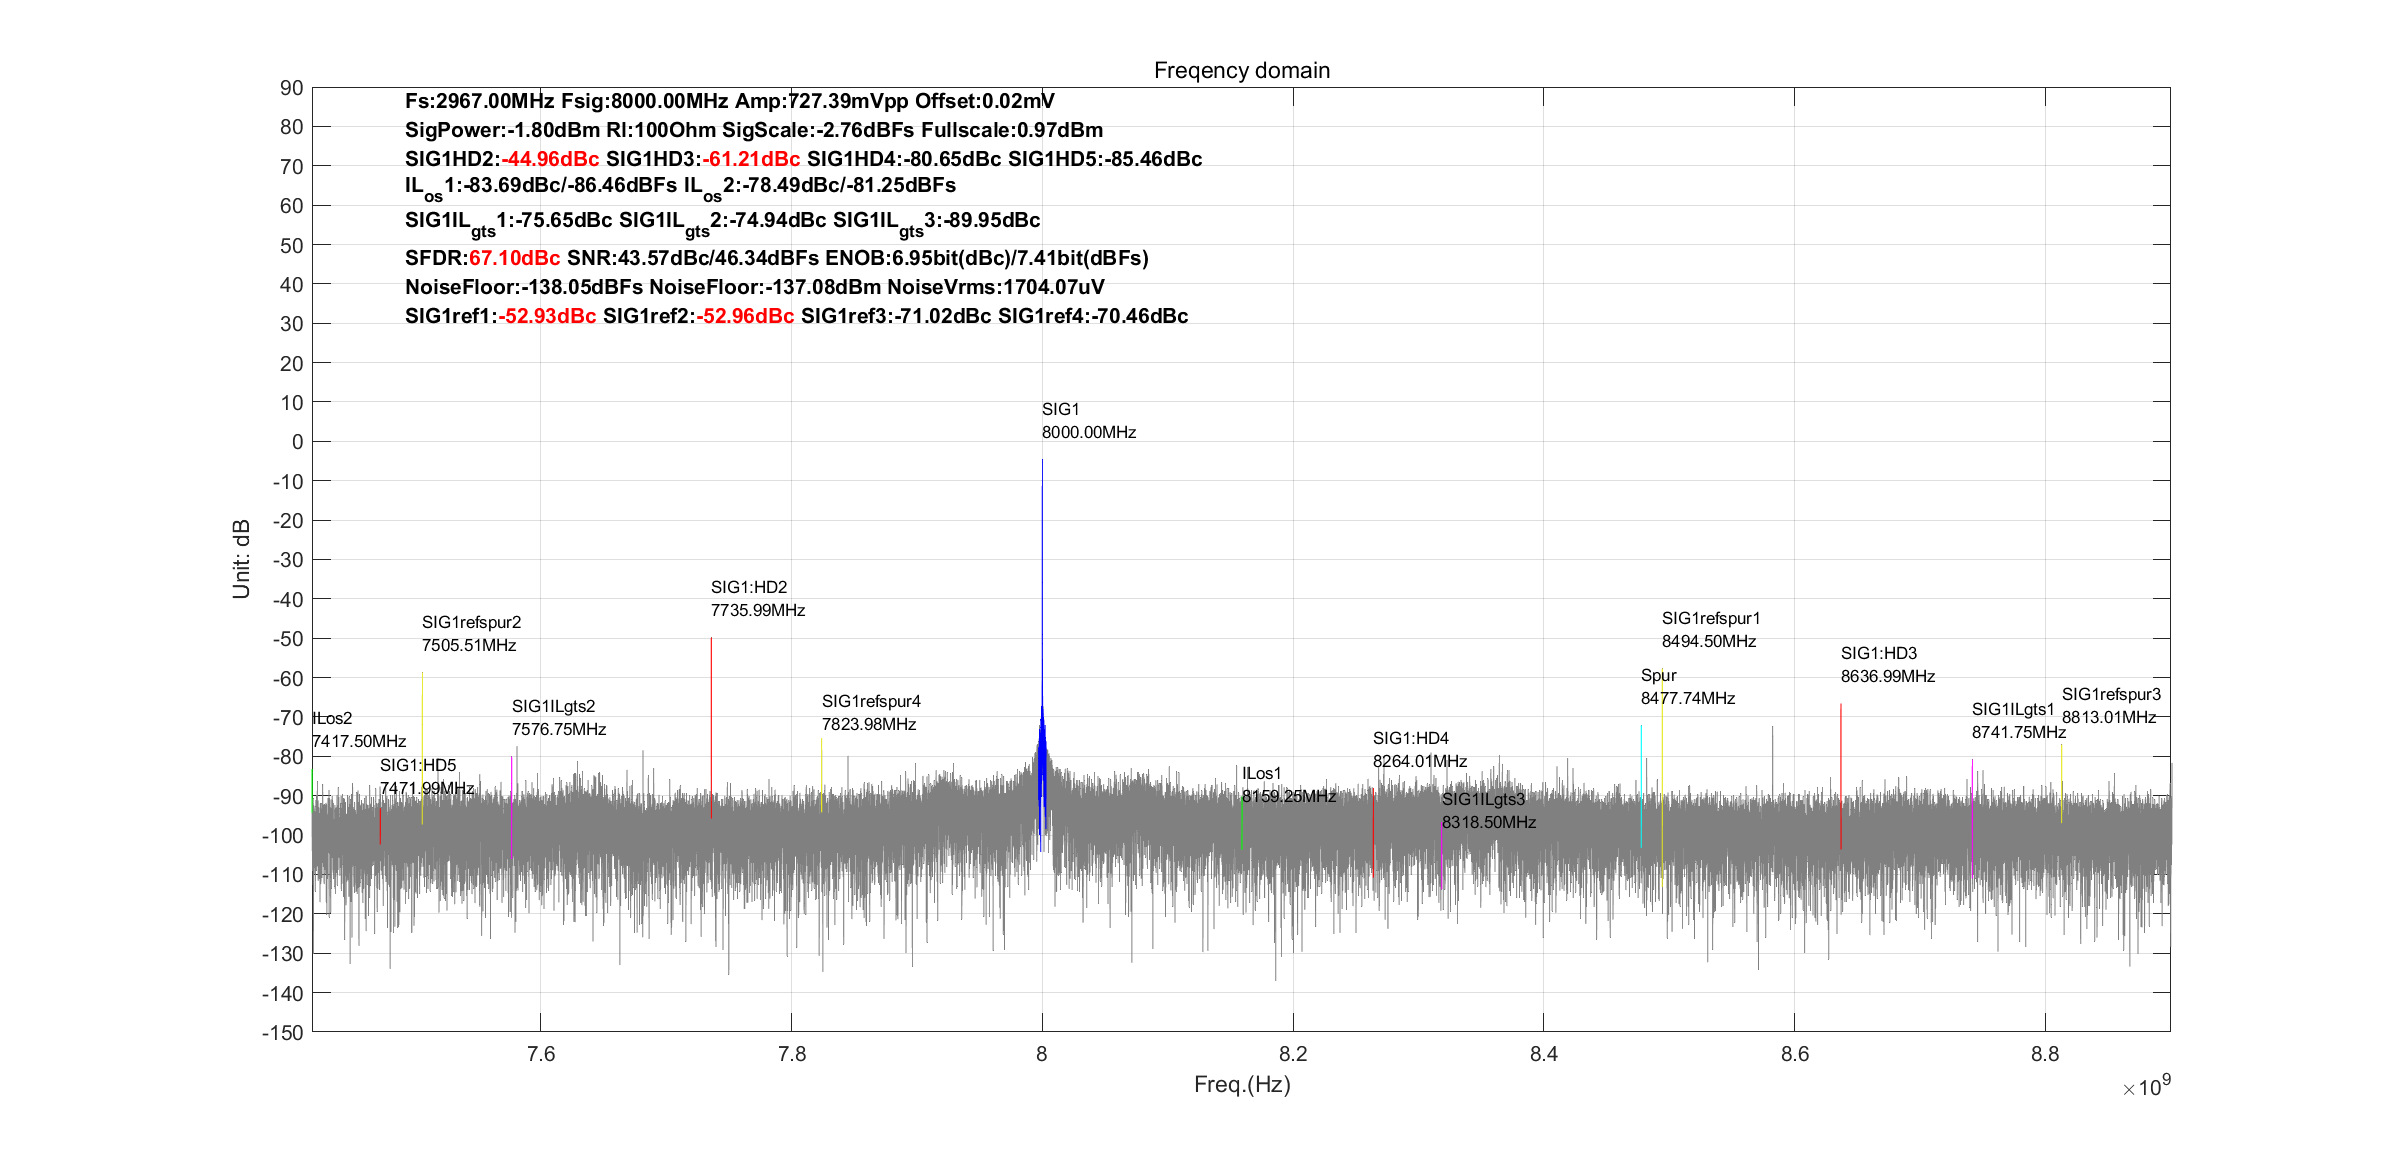 Freqency domain
Fs:2967.00MHz Fsig:8000.00MHz Amp:727.39mVpp Offset:0.02mV
SigPower:-1.80dBm Rl:100Ohm SigScale:-2.76dBFs Fullscale:0.97dBm
SIG1HD2:-44.96dBc SIG1HD3:-61.21dBc SIG1HD4:-80.65dBc SIG1HD5:-85.46dBc
ILos1:-83.69dBc/-86.46dBFs ILos2:-78.49dBc/-81.25dBFs
SIG1ILgts1:-75.65dBc SIG1ILgts2:-74.94dBc SIG1ILgts3:-89.95dBc
SFDR:67.10dBc SNR:43.57dBc/46.34dBFs ENOB:6.95bit(dBc)/7.41bit(dBFs)
NoiseFloor:-138.05dBFs NoiseFloor:-137.08dBm NoiseVrms:1704.07uV
SIG1ref1:-52.93dBc SIG1ref2:-52.96dBc SIG1ref3:-71.02dBc SIG1ref4:-70.46dBc
90
80
70
60
50
40
30
20
10
0
-10
-20
-30
-40
-50
-60
-70
-80
-90
-100
-110
-120
-130
-140
-150
Unit: dB
SIG1
8000.00MHz
SIG1:HD2
7735.99MHz
SIG1refspur2
7505.51MHz
SIG1refspur1
8494.50MHz
SIG1:HD3
8636.99MHz
Spur
8477.74MHz
SIG1refspur4
7823.98MHz
SIG1refspur3
8813.01MHz
SIG1ILgts2
7576.75MHz
SIG1ILgts1
8741.75MHz
ILos2
7417.50MHz
SIG1:HD4
8264.01MHz
SIG1:HD5
7471.99MHz
ILos1
8159.25MHz
SIG1ILgts3
8318.50MHz
7.6
7.8
8
8.2
8.4
8.6
8.8
Freq.(Hz)
×10^9